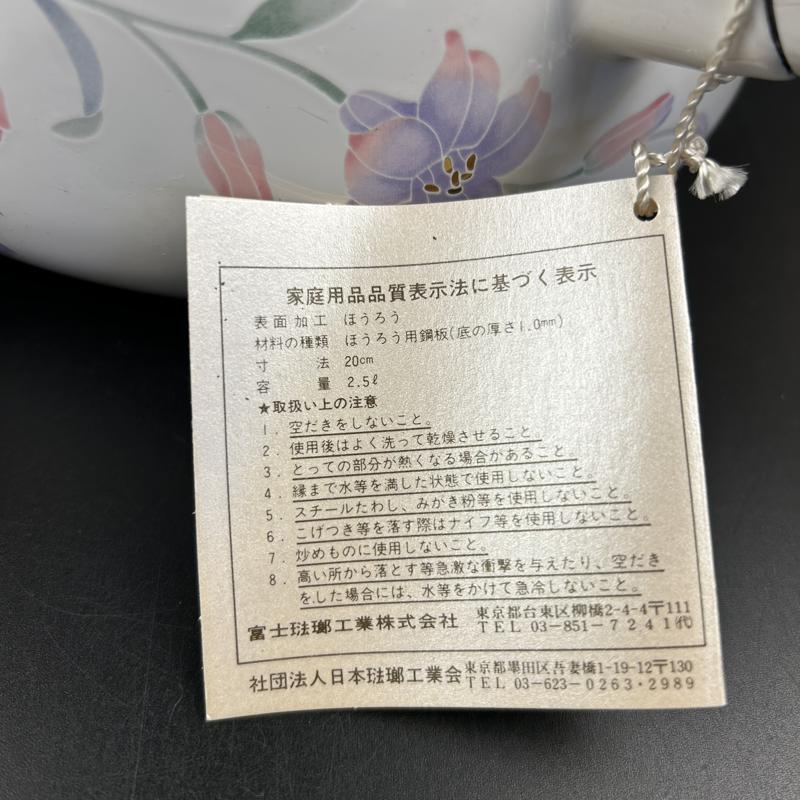 家庭用品品質表示法に基づく表示
表面加工 ほうろう
材料の種類 ほうろう用鋼板(底の厚さ1.0mm)
寸法 20cm
容量 2.5ℓ
★取扱い上の注意
1. 空だきをしないこと。
2. 使用後はよく洗って乾燥させること。
3. とっての部分が熱くなる場合があること。
4. 縁まで水等を満した状態で使用しないこと。
5. スチールたわし、みがき粉等を使用しないこと。
6. こげつき等を落す際はナイフ等を使用しないこと。
7. 炒めものに使用しないこと。
8. 高い所から落とす等急激な衝撃を与えたり、空だき
をした場合には、水等をかけて急冷しないこと。
富士琺瑯工業株式会社 東京都台東区柳橋2-4-4〒111
TEL 03-851-7241代
社団法人日本琺瑯工業会 東京都墨田区吾妻橋1-19-12〒130
TEL 03-623-0263・2989